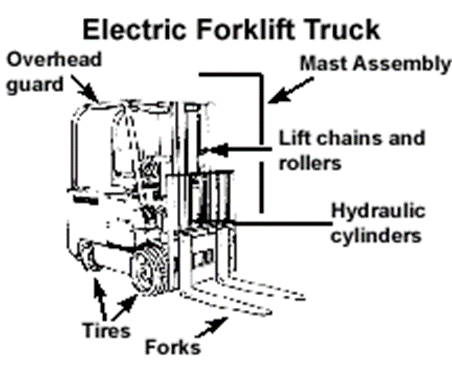 Electric Forklift Truck
Overhead
guard
Mast Assembly
Lift chains and
rollers
Hydraulic
cylinders
Tires
Forks